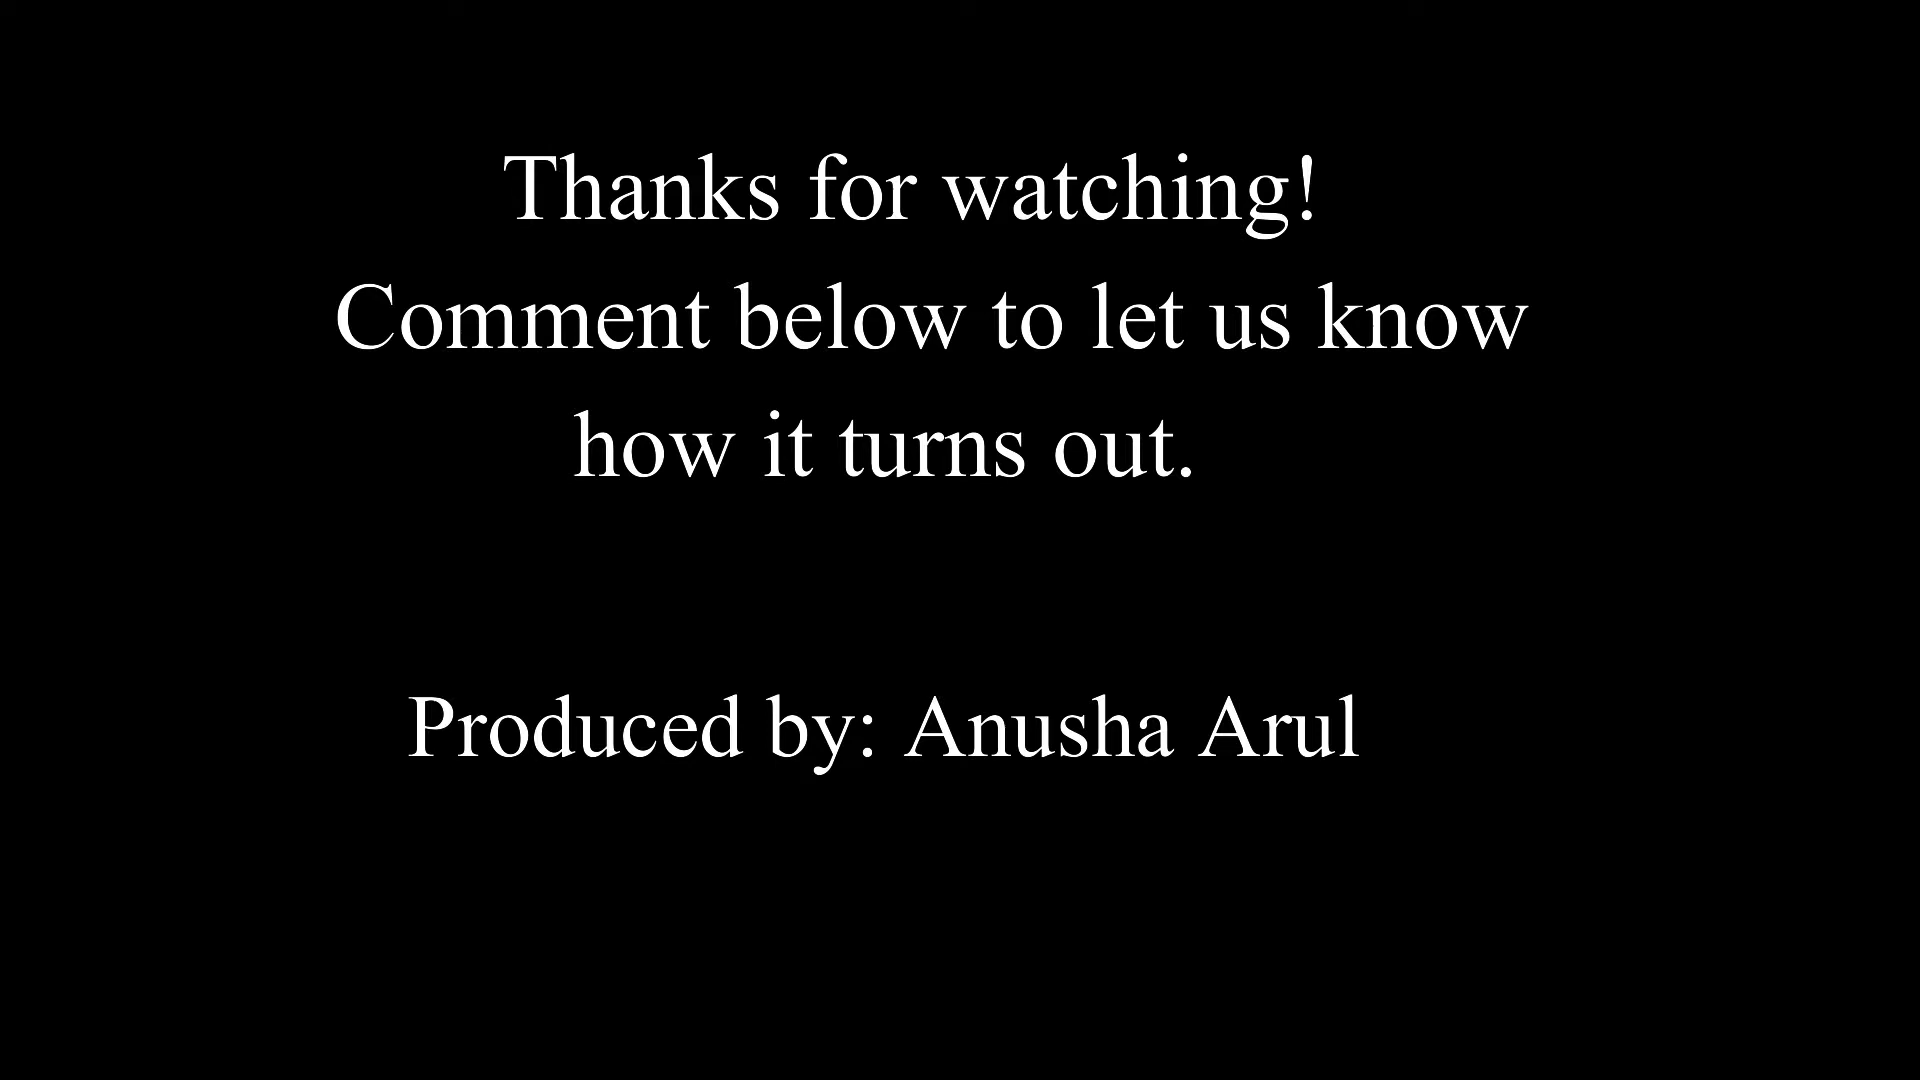 Thanks for watching!
Comment below to let us know
how it turns out.
Produced by: Anusha Arul